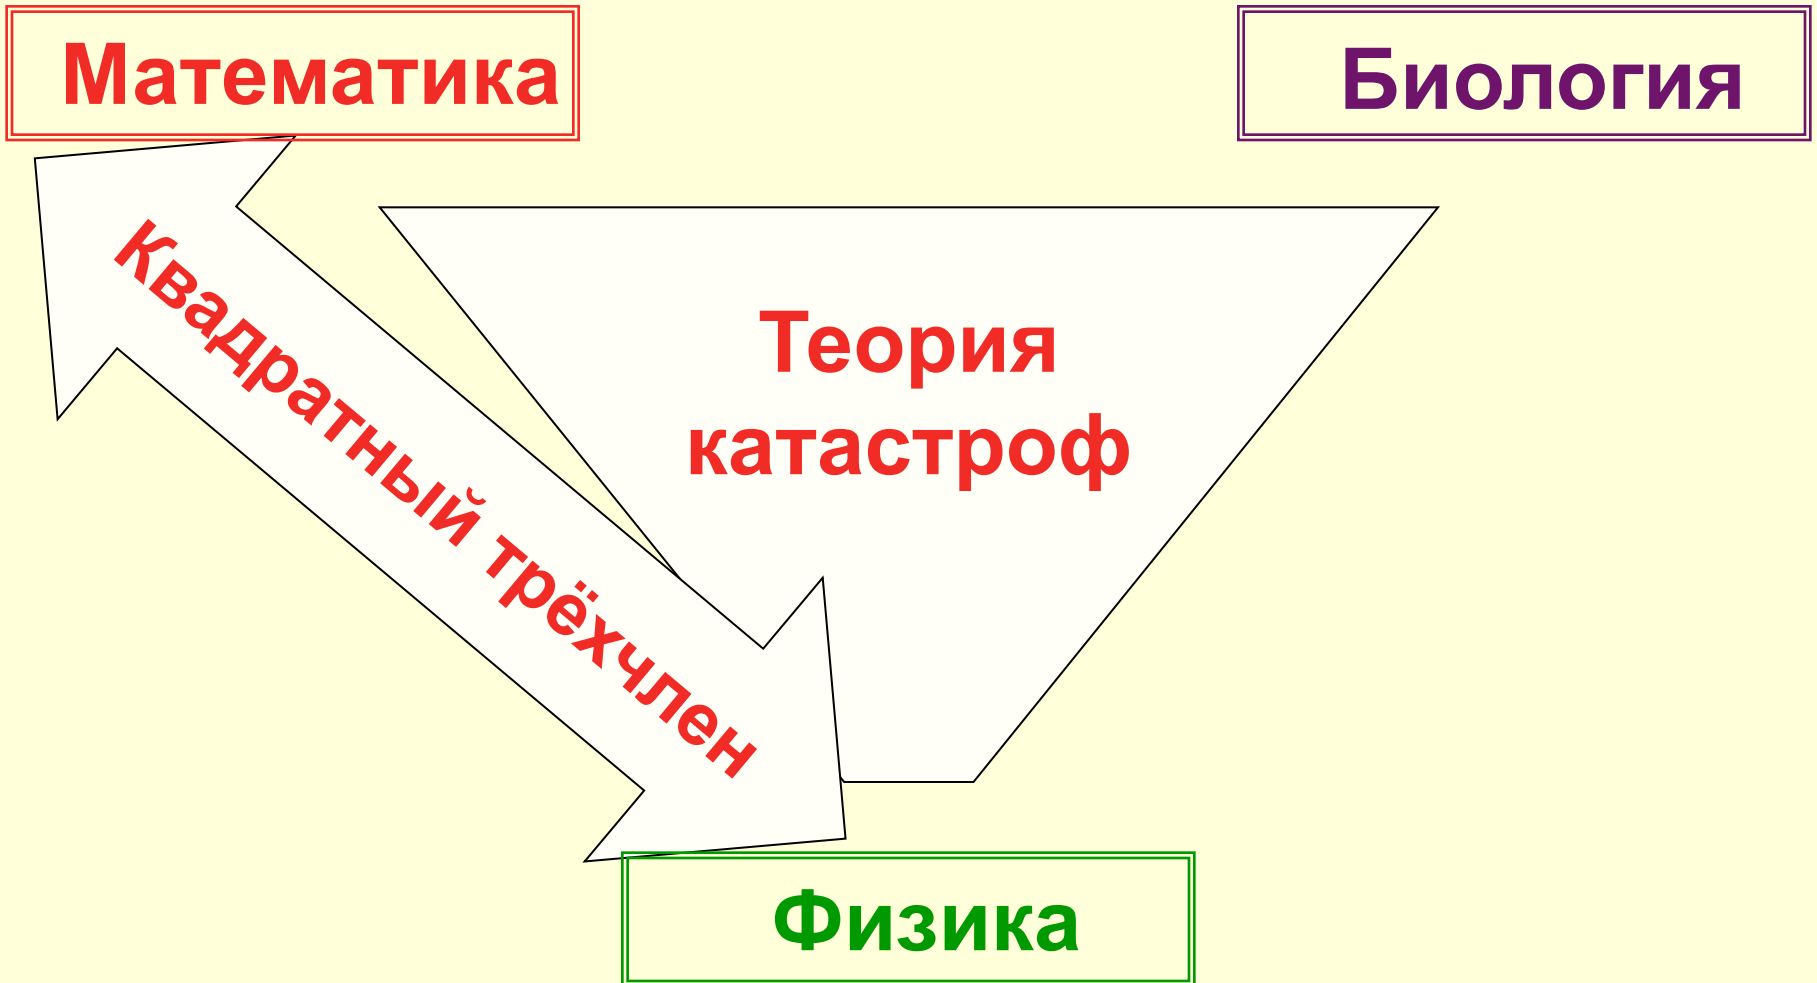 Математика
Биология
Квадратный трёхчлен
Теория
катастроф
Физика